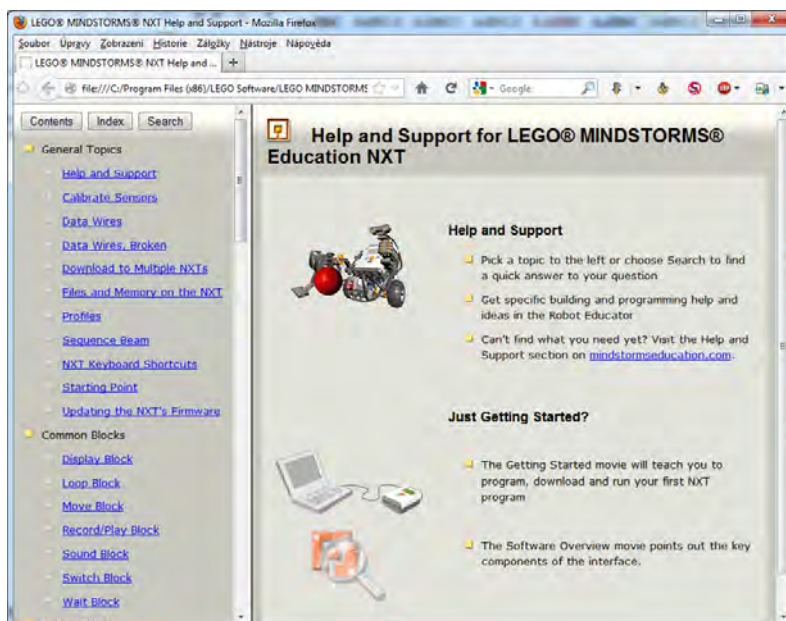 LEGO® MINDSTORMS® NXT Help and Support - Mozilla Firefox
Soubor Úpravy Zobrazení Historie Záložky Nástroje Nápověda
LEGO® MINDSTORMS® NXT Help and ... +
file:///C:/Program Files (x86)/LEGO Software/LEGO MINDSTORMS
Google
Contents Index Search
General Topics
Help and Support
Calibrate Sensors
Data Wires
Data Wires, Broken
Download to Multiple NXTs
Files and Memory on the NXT
Profiles
Sequence Beam
NXT Keyboard Shortcuts
Starting Point
Updating the NXT's Firmware
Common Blocks
Display Block
Loop Block
Move Block
Record/Play Block
Sound Block
Switch Block
Wait Block
Help and Support for LEGO® MINDSTORMS®
Education NXT
Help and Support
Pick a topic to the left or choose Search to find
a quick answer to your question
Get specific building and programming help and
ideas in the Robot Educator
Can't find what you need yet? Visit the Help and
Support section on mindstormseducation.com.
Just Getting Started?
The Getting Started movie will teach you to
program, download and run your first NXT
program
The Software Overview movie points out the key
components of the interface.